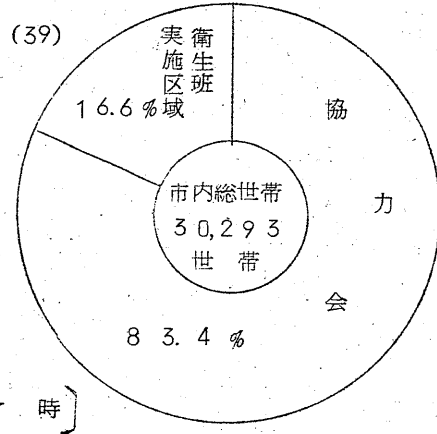 (39)
衛生班
実施区域
16.6%
協力会
市内総世帯
30,293
世帯
83.4%
時〕